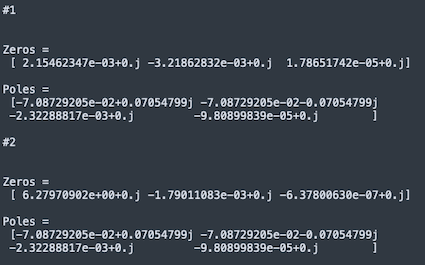 #1
Zeros =
[ 2.15462347e-03+0.j -3.21862832e-03+0.j  1.78651742e-05+0.j]
Poles =
[-7.08729205e-02+0.07054799j -7.08729205e-02-0.07054799j
-2.32288817e-03+0.j         -9.80899839e-05+0.j        ]
#2
Zeros =
[ 6.27970902e+00+0.j -1.79011083e-03+0.j -6.37800630e-07+0.j]
Poles =
[-7.08729205e-02+0.07054799j -7.08729205e-02-0.07054799j
-2.32288817e-03+0.j         -9.80899839e-05+0.j        ]